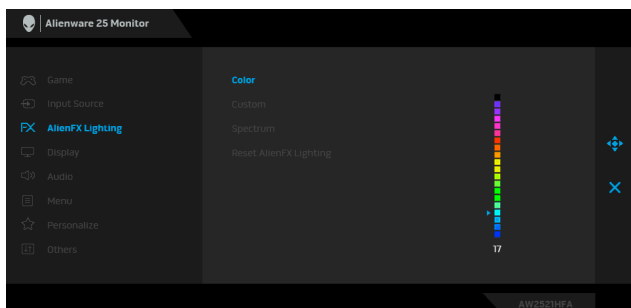 Alienware 25 Monitor
Game
Color
Input Source
Custom
FX AlienFX Lighting
Spectrum
Display
Reset AlienFX Lighting
Audio
Menu
Personalize
Others
17
AW2521HFA